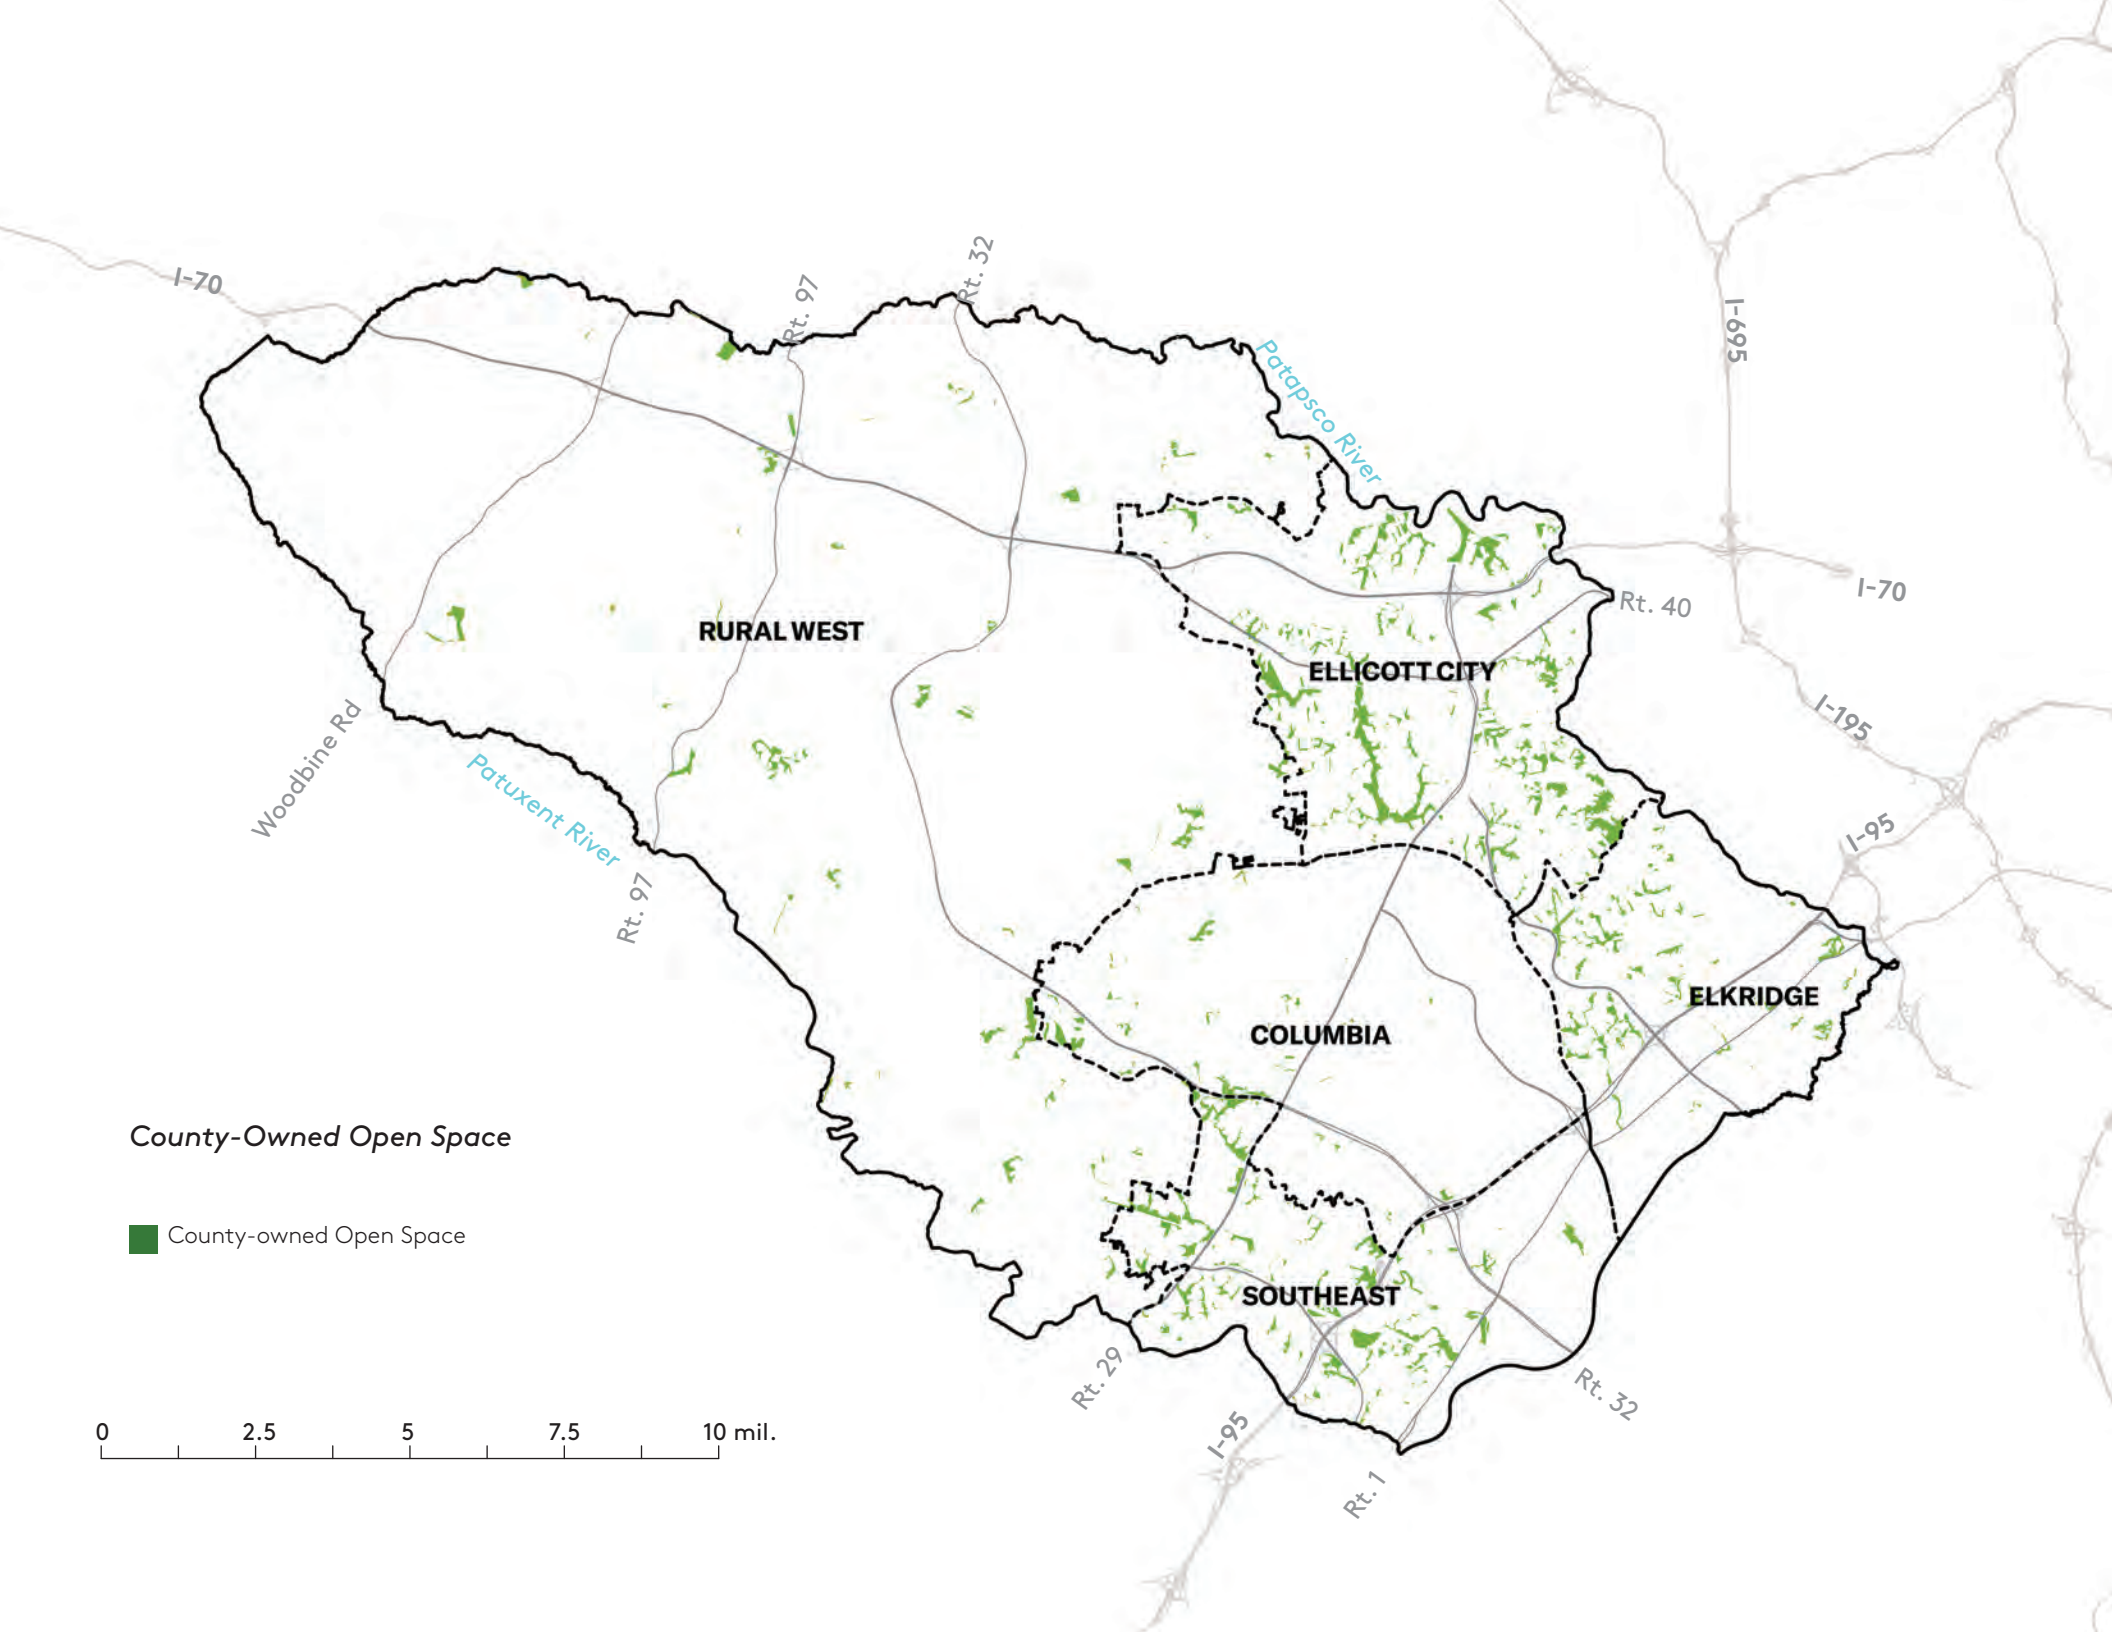 Rt. 32
I-70
Rt. 97
I-695
Patapsco River
I-70
Rt. 40
RURAL WEST
ELLICOTT CITY
I-195
Woodbine Rd
Patuxent River
I-95
Rt. 97
ELKRIDGE
COLUMBIA
County-Owned Open Space
County-owned Open Space
SOUTHEAST
Rt. 29
Rt. 32
I-95
0 2.5 5 7.5 10 mil.
Rt. 1